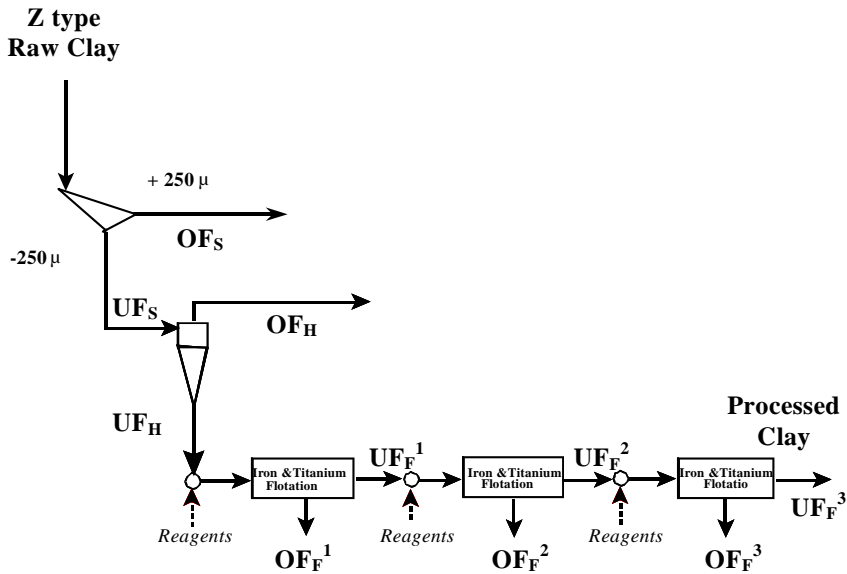 Z type
Raw Clay
+ 250 µ
OFS
-250 µ
UFS
OFH
UFH
Processed
Clay
Iron &Titanium
Flotation
UFF1
Iron &Titanium
Flotation
UFF2
Iron &Titanium
Flotatio
UFF3
Reagents
OFF1
Reagents
OFF2
Reagents
OFF3